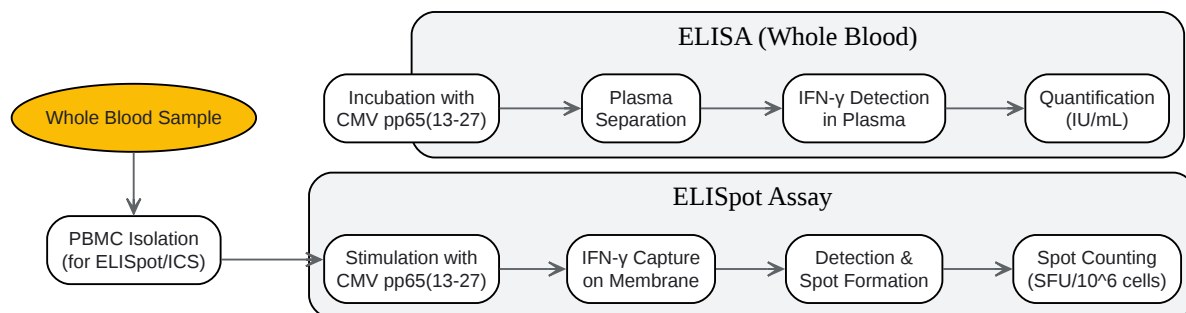 ELISA (Whole Blood)
Incubation with
CMV pp65(13-27)
Plasma
Separation
IFN-γ Detection
in Plasma
Quantification
(IU/mL)
Whole Blood Sample
ELISpot Assay
PBMC Isolation
(for ELISpot/ICS)
Stimulation with
CMV pp65(13-27)
IFN-γ Capture
on Membrane
Detection &
Spot Formation
Spot Counting
(SFU/10^6 cells)